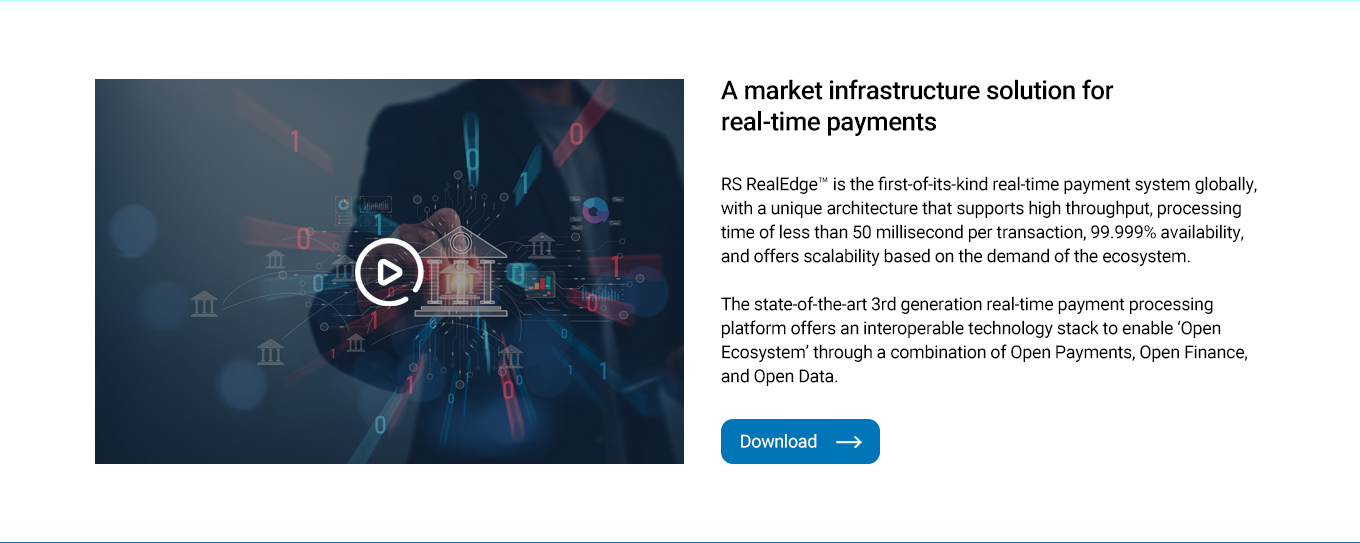 A market infrastructure solution for
real-time payments
RS RealEdge™ is the first-of-its-kind real-time payment system globally,
with a unique architecture that supports high throughput, processing
time of less than 50 millisecond per transaction, 99.999% availability,
and offers scalability based on the demand of the ecosystem.
The state-of-the-art 3rd generation real-time payment processing
platform offers an interoperable technology stack to enable ‘Open
Ecosystem’ through a combination of Open Payments, Open Finance,
and Open Data.
Download